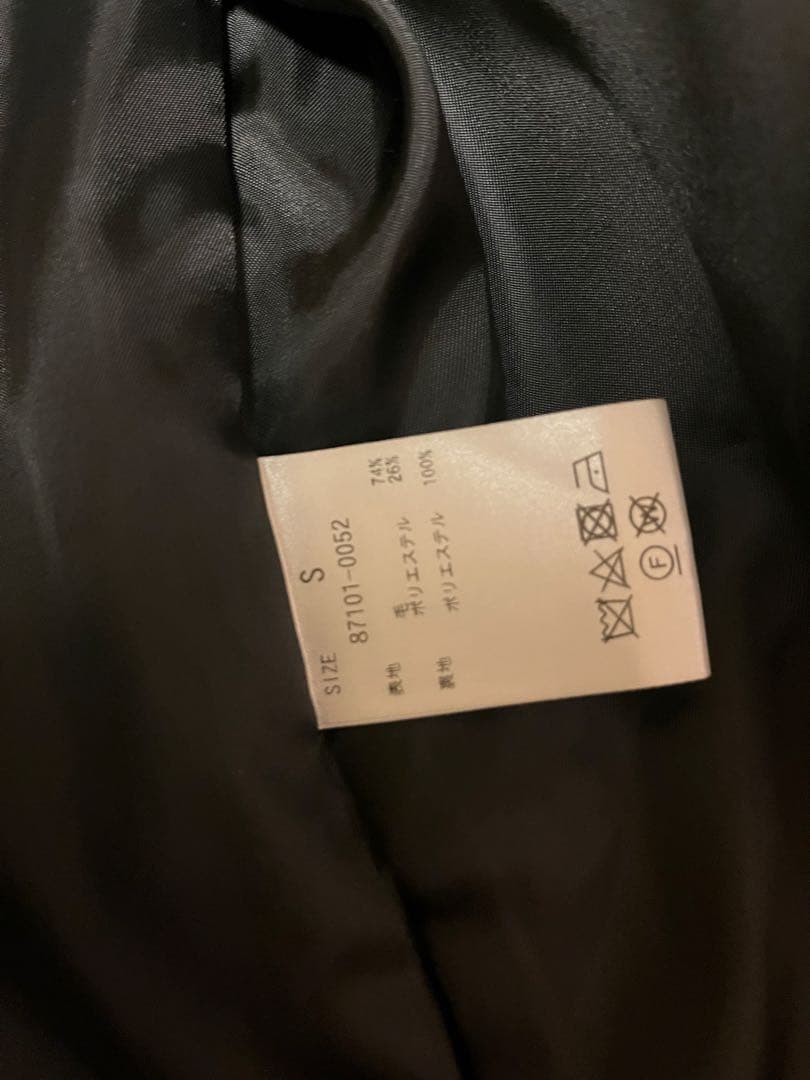 SIZE S
87101-0052
表地 毛 74%
ポリエステル 26%
裏地 ポリエステル 100%
F W